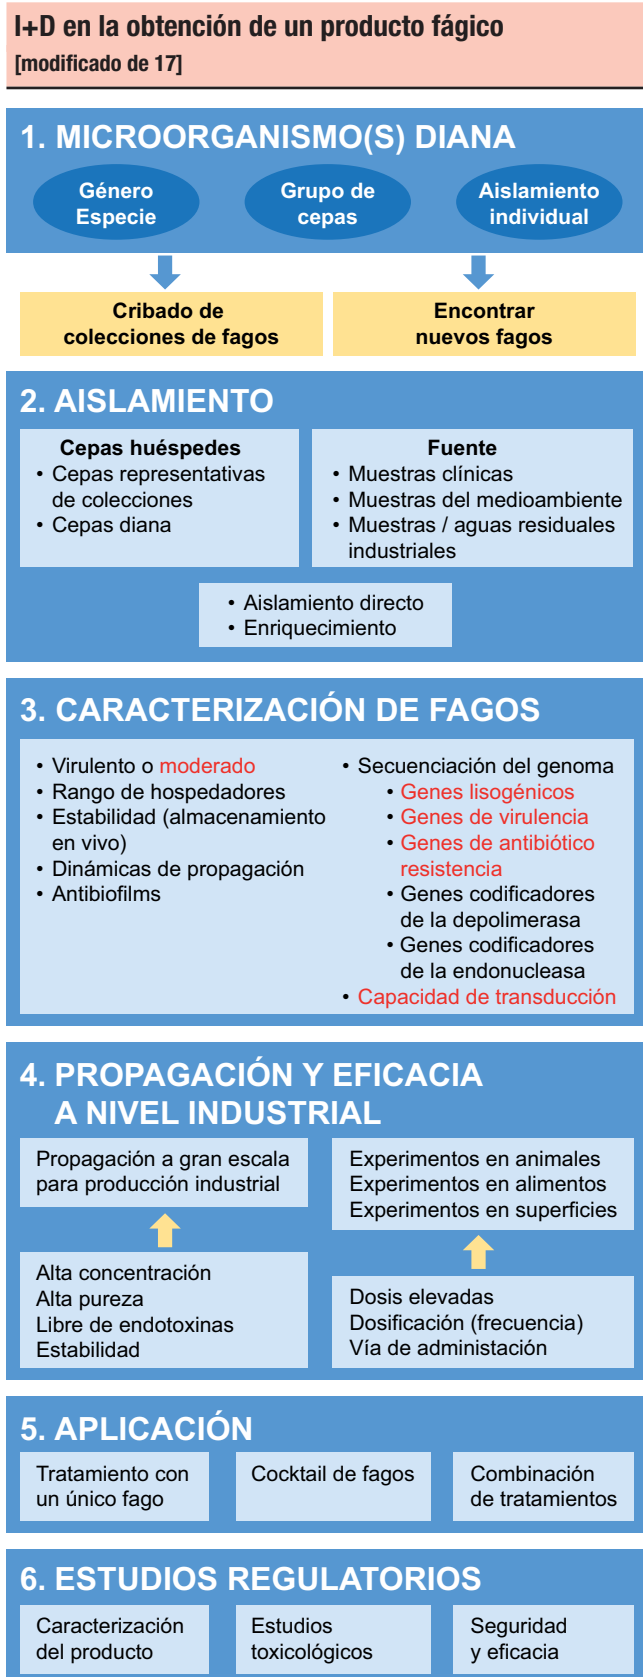 I+D en la obtención de un producto fágico
[modificado de 17]
1. MICROORGANISMO(S) DIANA
Género
Especie
Grupo de
cepas
Aislamiento
individual
Cribado de
colecciones de fagos
Encontrar
nuevos fagos
2. AISLAMIENTO
Cepas huéspedes
• Cepas representativas
de colecciones
• Cepas diana
Fuente
• Muestras clínicas
• Muestras del medioambiente
• Muestras / aguas residuales
industriales
• Aislamiento directo
• Enriquecimiento
3. CARACTERIZACIÓN DE FAGOS
• Virulento o moderado
• Rango de hospedadores
• Estabilidad (almacenamiento
en vivo)
• Dinámicas de propagación
• Antibiofilms
• Secuenciación del genoma
• Genes lisogénicos
• Genes de virulencia
• Genes de antibiótico
resistencia
• Genes codificadores
de la depolimerasa
• Genes codificadores
de la endonucleasa
• Capacidad de transducción
4. PROPAGACIÓN Y EFICACIA
A NIVEL INDUSTRIAL
Propagación a gran escala
para producción industrial
Alta concentración
Alta pureza
Libre de endotoxinas
Estabilidad
Experimentos en animales
Experimentos en alimentos
Experimentos en superficies
Dosis elevadas
Dosificación (frecuencia)
Vía de administación
5. APLICACIÓN
Tratamiento con
un único fago
Cocktail de fagos
Combinación
de tratamientos
6. ESTUDIOS REGULATORIOS
Caracterización
del producto
Estudios
toxicológicos
Seguridad
y eficacia